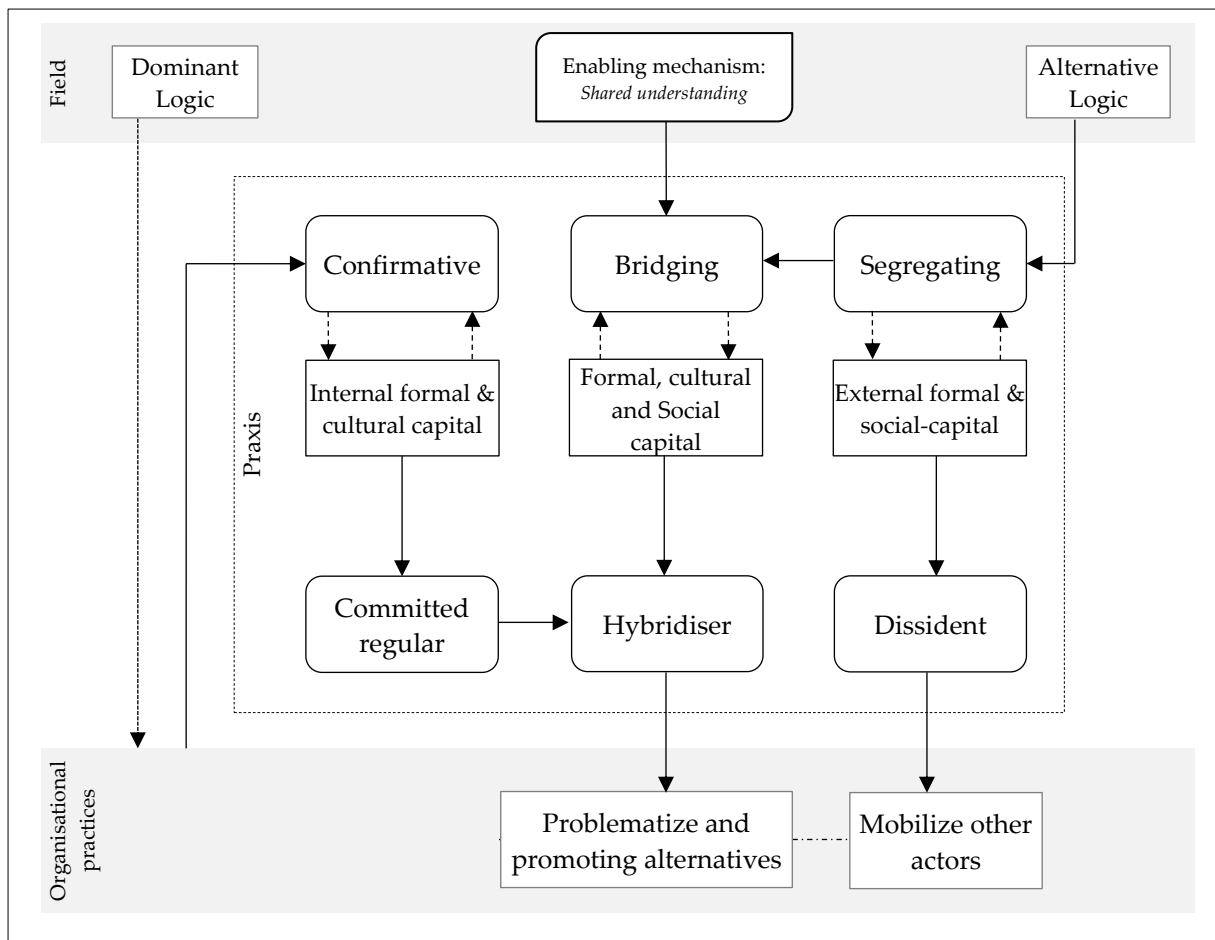 Field
Dominant
Logic
Enabling mechanism:
Shared understanding
Alternative
Logic
Praxis
Confirmative
Bridging
Segregating
Internal formal &
cultural capital
Formal, cultural
and Social
capital
External formal &
social-capital
Committed
regular
Hybridiser
Dissident
Organisational
practices
Problematize and
promoting alternatives
Mobilize other
actors